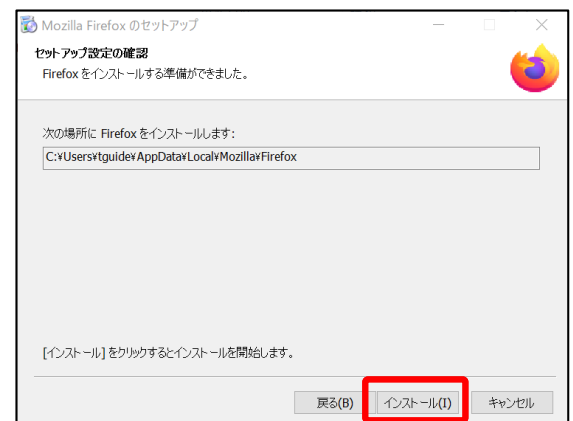 Mozilla Firefox のセットアップ
セットアップ設定の確認
Firefox をインストールする準備ができました。
次の場所に Firefox をインストールします:
C:¥Users¥tguide¥AppData¥Local¥Mozilla¥Firefox
[インストール] をクリックするとインストールを開始します。
戻る(B) インストール(I) キャンセル